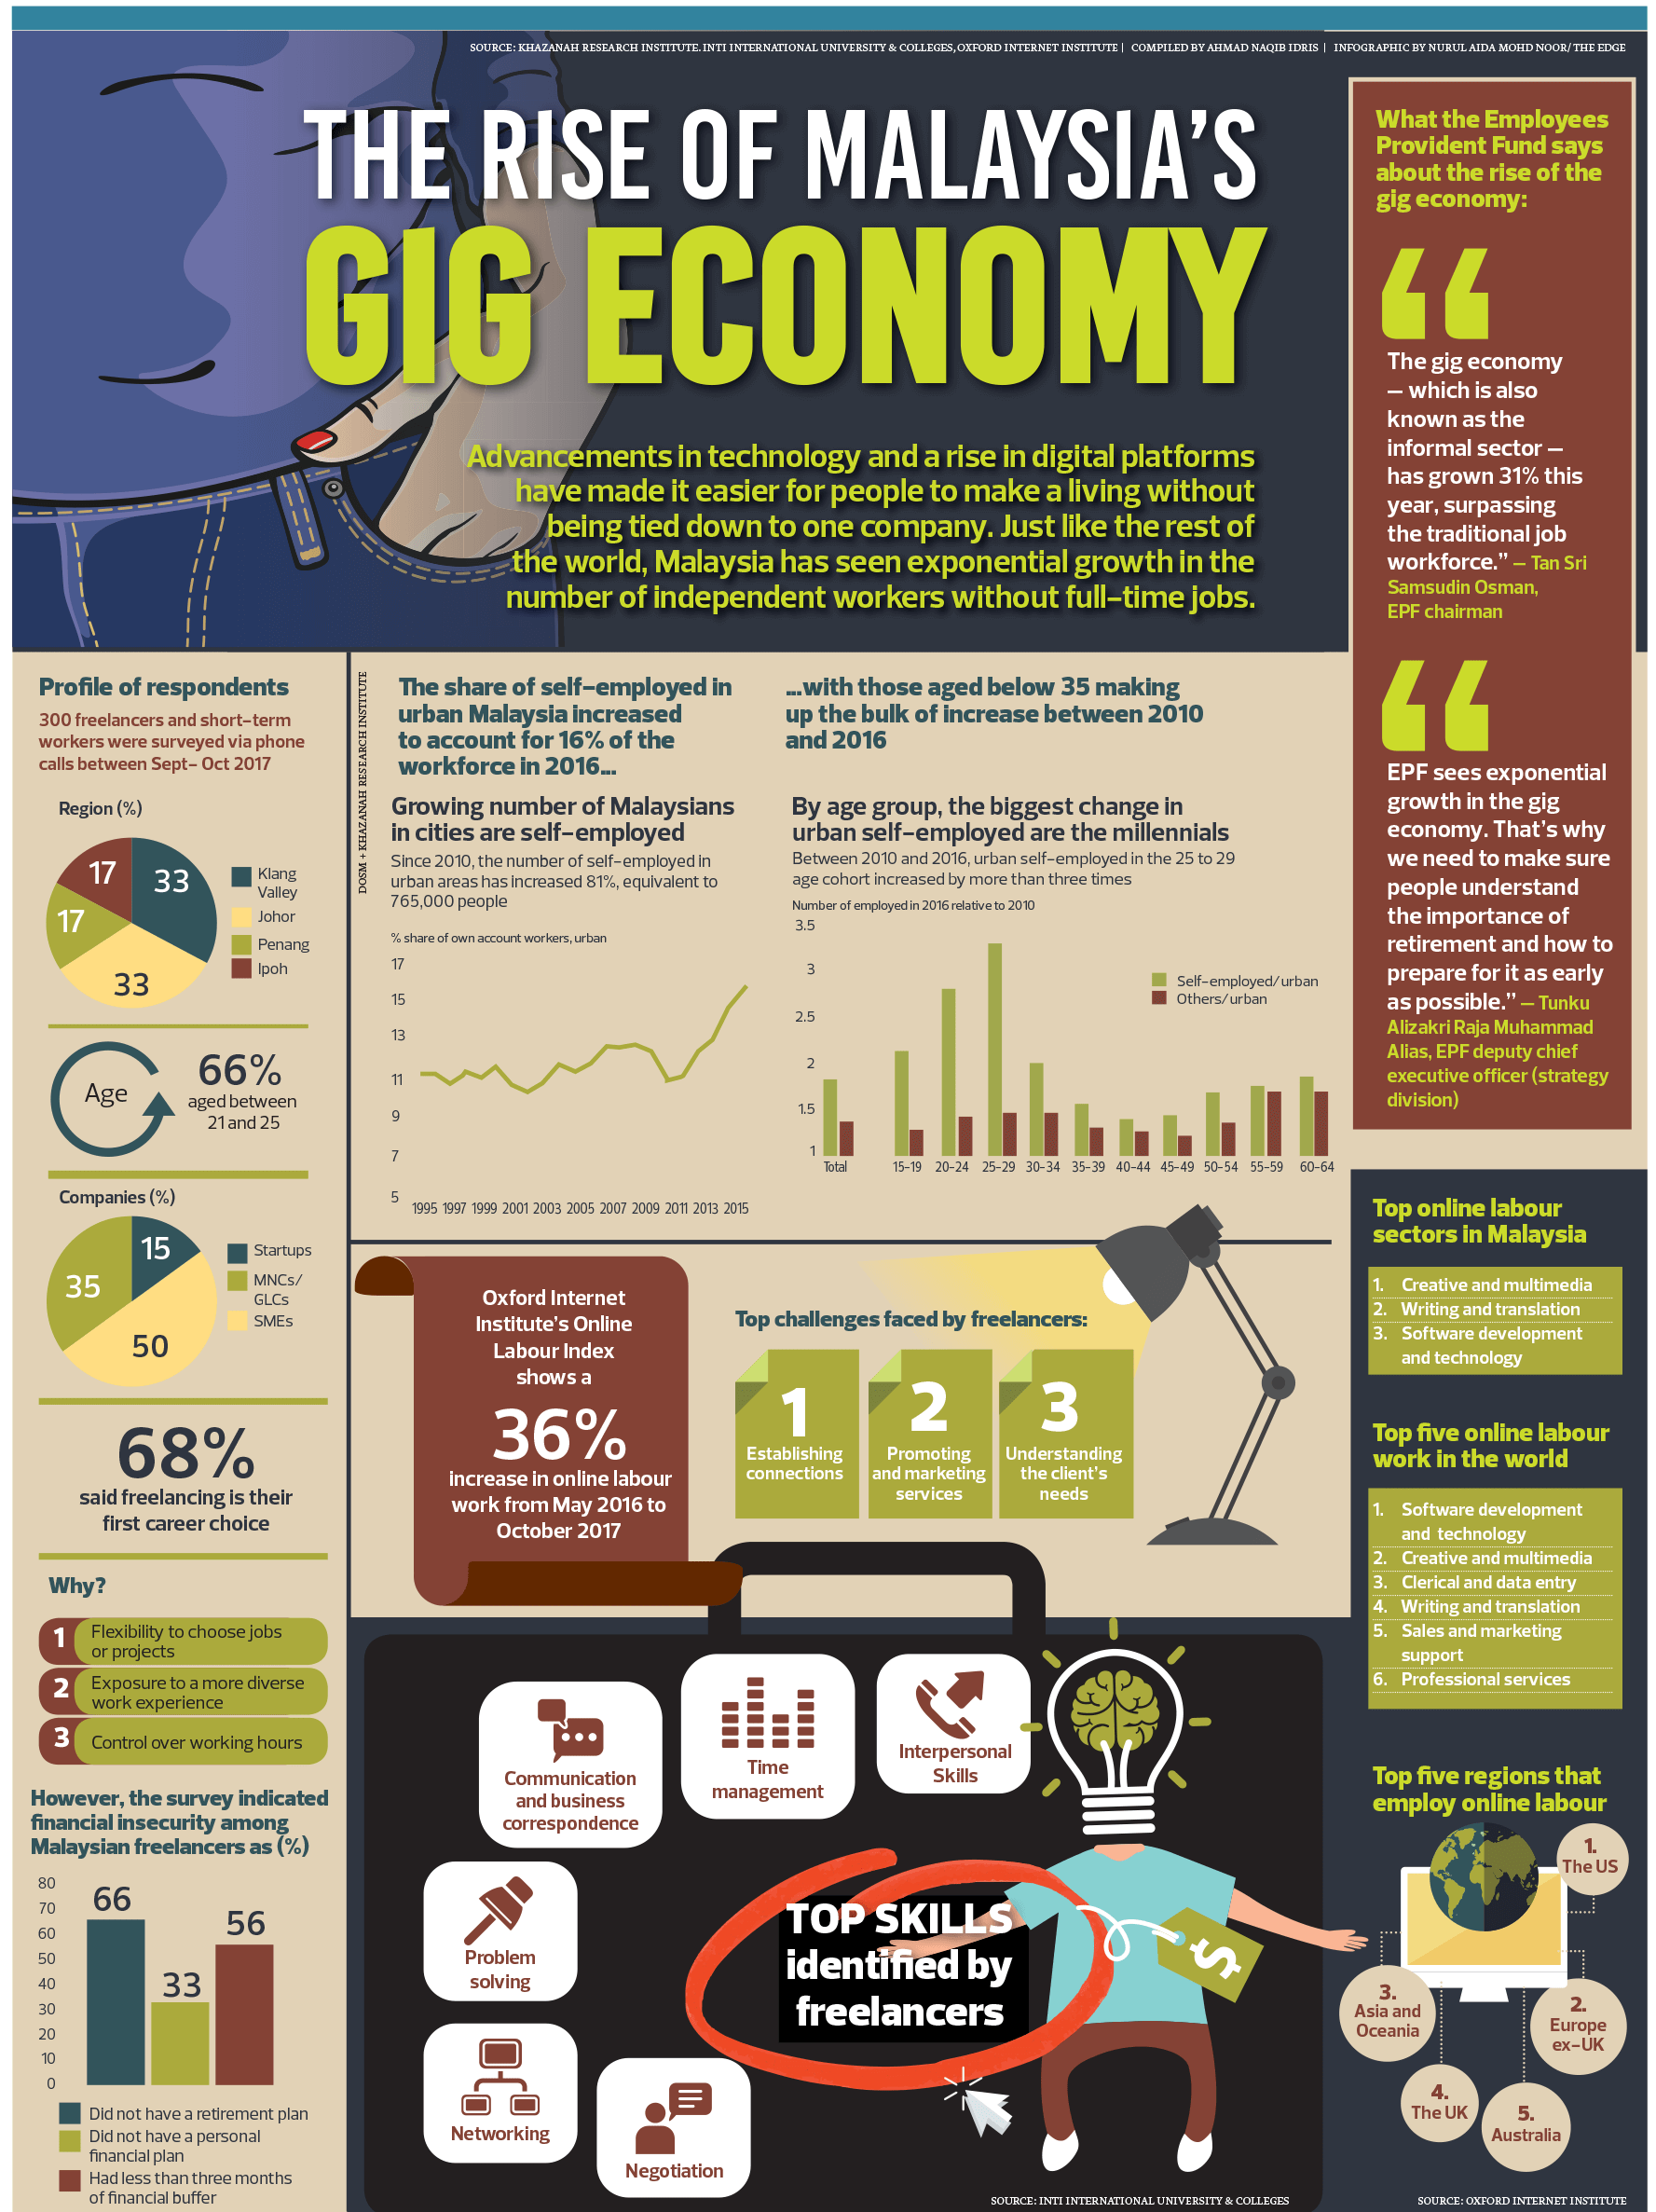 SOURCE: KHAZANAH RESEARCH INSTITUTE. INTI INTERNATIONAL UNIVERSITY & COLLEGES, OXFORD INTERNET INSTITUTE | COMPILED BY AHMAD NAQIB IDRIS | INFOGRAPHIC BY NURUL AIDA MOHD NOOR/ THE EDGE
THE RISE OF MALAYSIA'S
GIG ECONOMY
Advancements in technology and a rise in digital platforms
have made it easier for people to make a living without
being tied down to one company. Just like the rest of
the world, Malaysia has seen exponential growth in the
number of independent workers without full-time jobs.
What the Employees
Provident Fund says
about the rise of the
gig economy:
“
The gig economy
– which is also
known as the
informal sector –
has grown 31% this
year, surpassing
the traditional job
workforce.” – Tan Sri
Samsudin Osman,
EPF chairman
“
EPF sees exponential
growth in the gig
economy. That's why
we need to make sure
people understand
the importance of
retirement and how to
prepare for it as early
as possible.” – Tunku
Alizakri Raja Muhammad
Alias, EPF deputy chief
executive officer (strategy
division)
Profile of respondents
300 freelancers and short-term
workers were surveyed via phone
calls between Sept- Oct 2017
Region (%)
17
33
17
33
Klang
Valley
Johor
Penang
Ipoh
Age
66%
aged between
21 and 25
Companies (%)
15
35
50
Startups
MNCs/
GLCs
SMEs
68%
said freelancing is their
first career choice
Why?
1 Flexibility to choose jobs
or projects
2 Exposure to a more diverse
work experience
3 Control over working hours
However, the survey indicated
financial insecurity among
Malaysian freelancers as (%)
80
70
60
50
40
30
20
10
0
66
33
56
Did not have a retirement plan
Did not have a personal
financial plan
Had less than three months
of financial buffer
DOSM + KHAZANAH RESEARCH INSTITUTE
The share of self-employed in
urban Malaysia increased
to account for 16% of the
workforce in 2016...
Growing number of Malaysians
in cities are self-employed
Since 2010, the number of self-employed in
urban areas has increased 81%, equivalent to
765,000 people
% share of own account workers, urban
17
15
13
11
9
7
5
1995 1997 1999 2001 2003 2005 2007 2009 2011 2013 2015
...with those aged below 35 making
up the bulk of increase between 2010
and 2016
By age group, the biggest change in
urban self-employed are the millennials
Between 2010 and 2016, urban self-employed in the 25 to 29
age cohort increased by more than three times
Number of employed in 2016 relative to 2010
3.5
3
2.5
2
1.5
1
Self-employed/urban
Others/urban
Total 15-19 20-24 25-29 30-34 35-39 40-44 45-49 50-54 55-59 60-64
Oxford Internet
Institute's Online
Labour Index
shows a
36%
increase in online labour
work from May 2016 to
October 2017
Top challenges faced by freelancers:
1
Establishing
connections
2
Promoting
and marketing
services
3
Understanding
the client's
needs
Top online labour
sectors in Malaysia
1. Creative and multimedia
2. Writing and translation
3. Software development
and technology
Top five online labour
work in the world
1. Software development
and technology
2. Creative and multimedia
3. Clerical and data entry
4. Writing and translation
5. Sales and marketing
support
6. Professional services
Top five regions that
employ online labour
1.
The US
2.
Europe
ex-UK
3.
Asia and
Oceania
4.
The UK
5.
Australia
SOURCE: OXFORD INTERNET INSTITUTE
Communication
and business
correspondence
Time
management
Interpersonal
Skills
Problem
solving
Networking
Negotiation
TOP SKILLS
identified by
freelancers
$
SOURCE: INTI INTERNATIONAL UNIVERSITY & COLLEGES